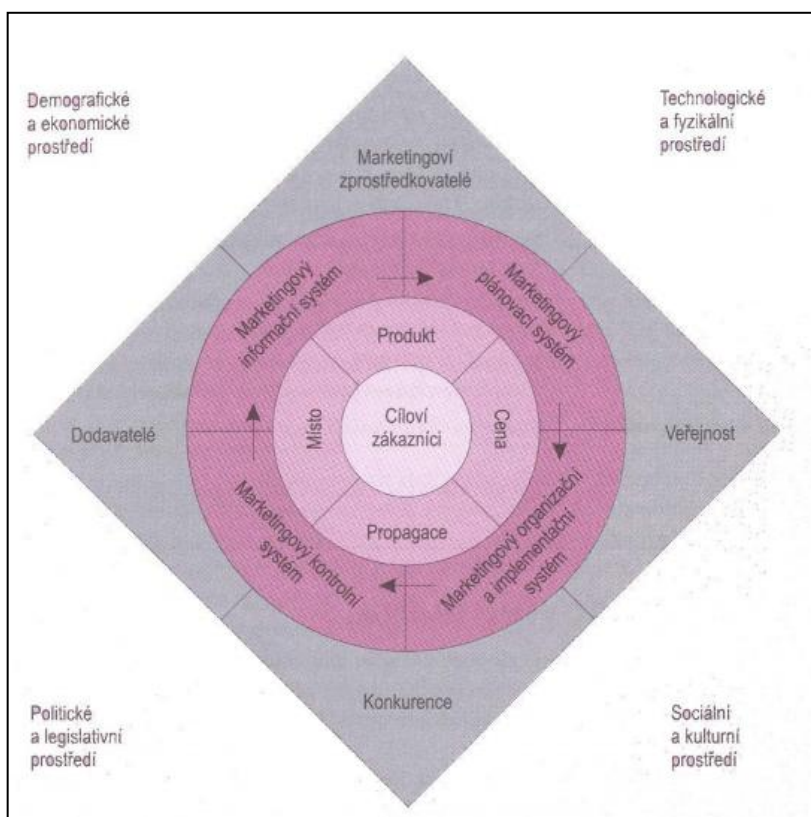 Demografické
a ekonomické
prostředí
Technologické
a fyzikální
prostředí
Marketingoví
zprostředkovatelé
Marketingový
informační systém
Marketingový
plánovací systém
Produkt
Dodavatelé
Místo
Cíloví
zákazníci
Cena
Veřejnost
Propagace
Marketingový kontrolní
systém
Marketingový organizační
a implementační
systém
Konkurence
Politické
a legislativní
prostředí
Sociální
a kulturní
prostředí